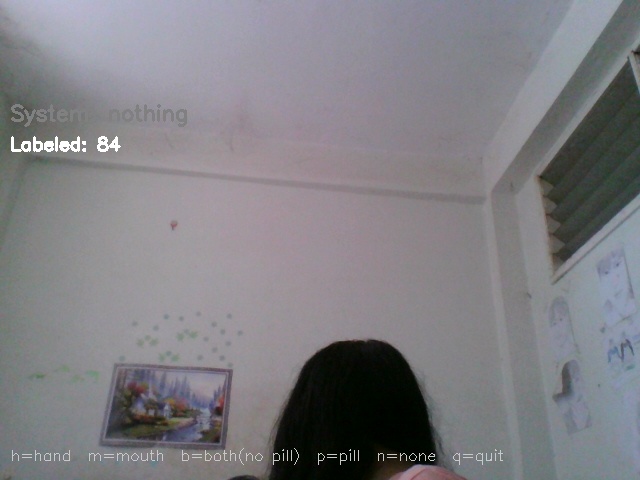 System: nothing
Labeled: 84
h=hand m=mouth b=both(no pill) p=pill n=none q=quit